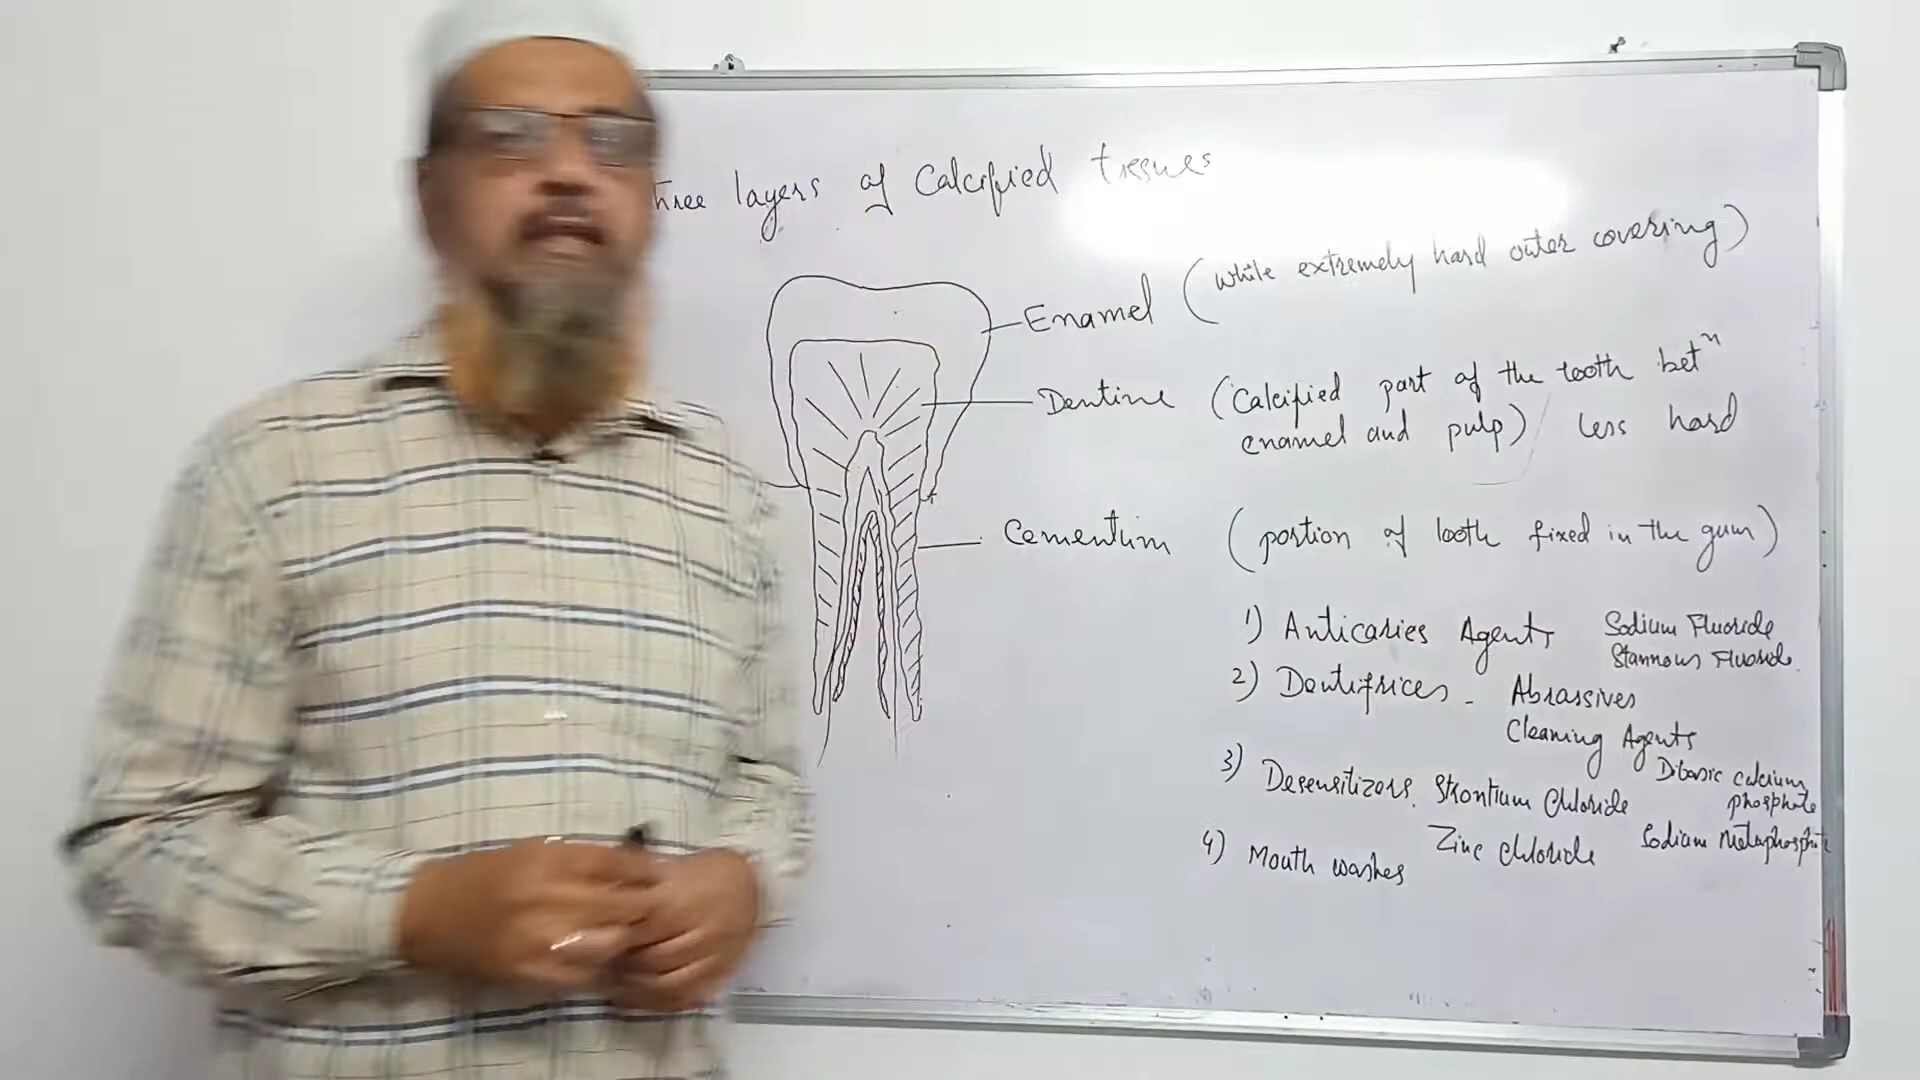 hree layers of Calcified tissues
Enamel (white extremely hard outer covering)
Dentine (Calcified part of the tooth betⁿ
enamel and pulp) less hard
Cementum (portion of tooth fixed in the gum)
1) Anticaries Agents Sodium Fluoride
Stannous Fluoride.
2) Dentifrices - Abrassives
Cleaning Agents
Dibasic calcium
phosphate
3) Desensitizers. Strontium Chloride
Zinc Chloride Sodium Metaphosphate
4) Mouth washes